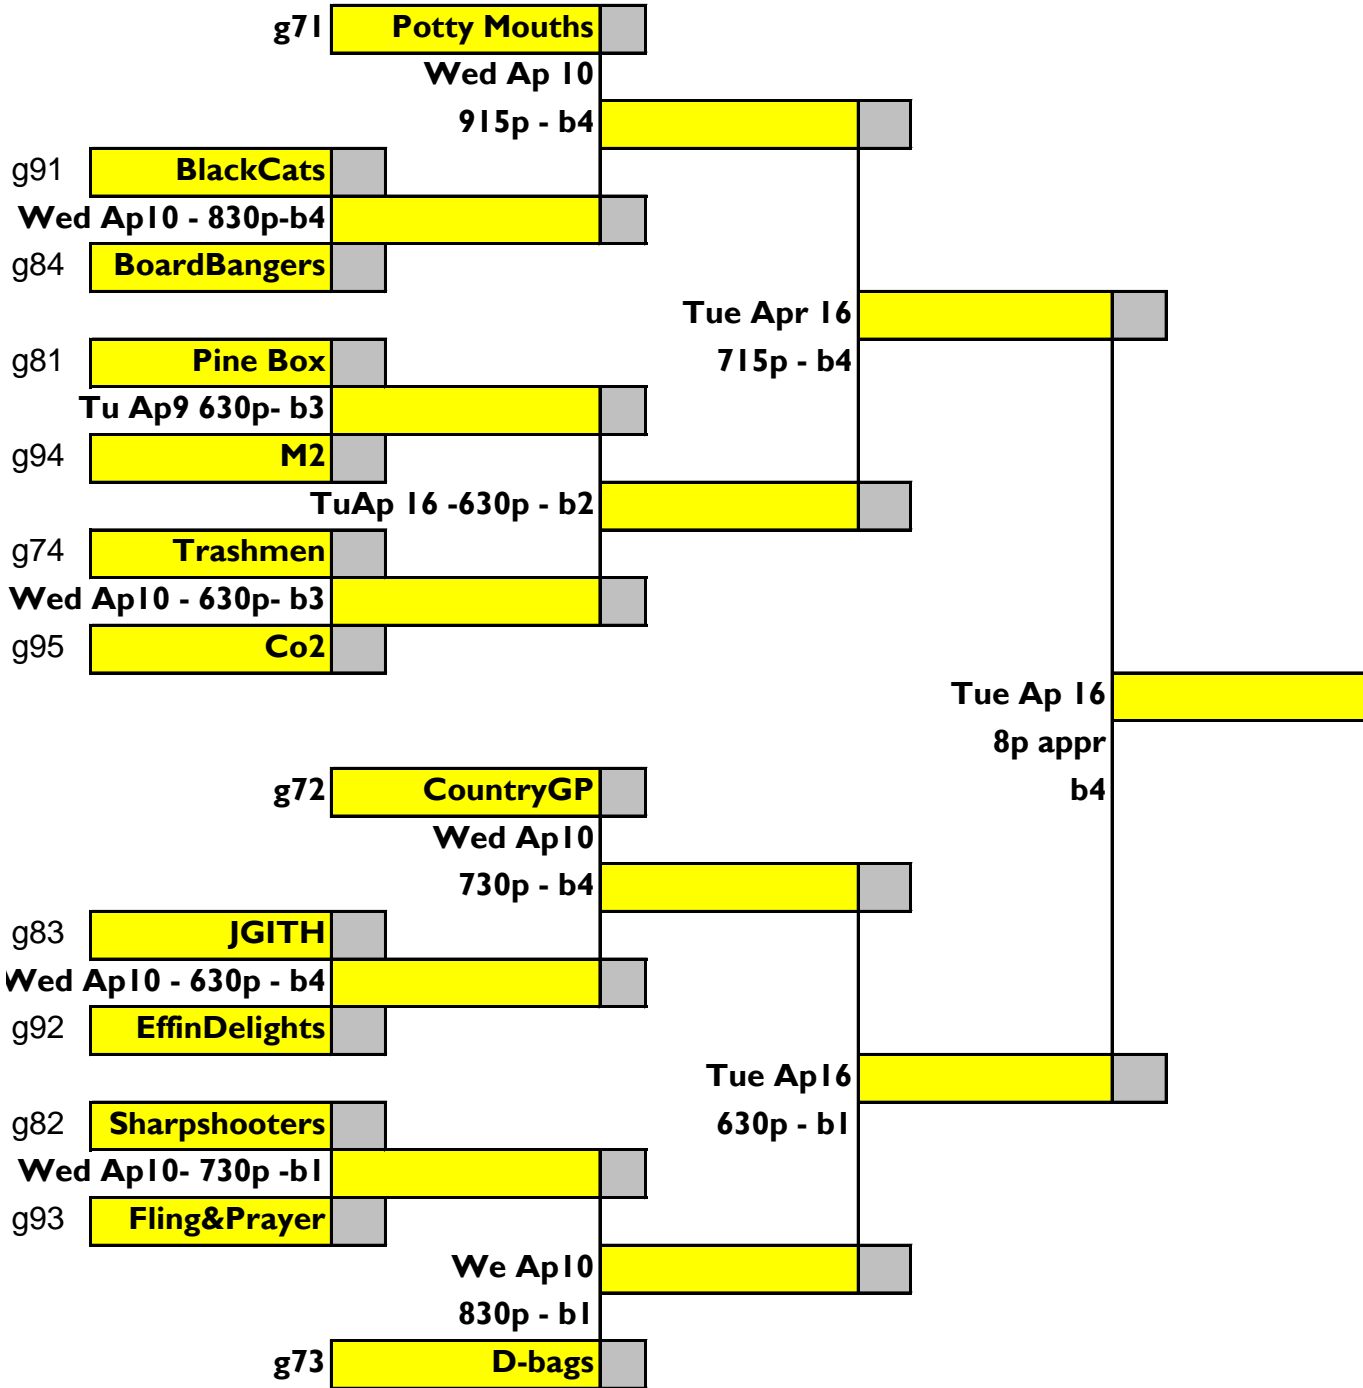 g71 Potty Mouths
Wed Ap 10
915p - b4
g91 BlackCats
Wed Ap10 - 830p-b4
g84 BoardBangers
Tue Apr 16
715p - b4
g81 Pine Box
Tu Ap9 630p- b3
g94 M2
TuAp 16 -630p - b2
g74 Trashmen
Wed Ap10 - 630p- b3
g95 Co2
Tue Ap 16
8p appr
b4
g72 CountryGP
Wed Ap10
730p - b4
g83 JGITH
Wed Ap10 - 630p - b4
g92 EffinDelights
Tue Ap16
630p - b1
g82 Sharpshooters
Wed Ap10- 730p -b1
g93 Fling&Prayer
We Ap10
830p - b1
g73 D-bags